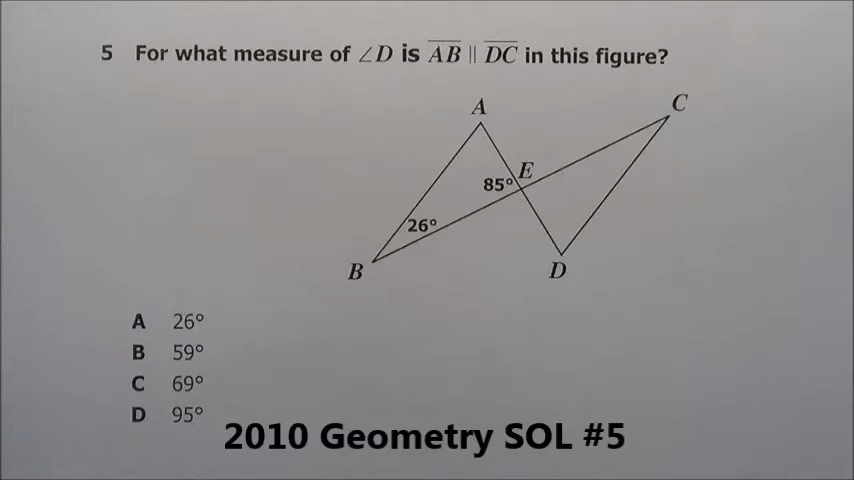 5 For what measure of ∠D is AB || DC in this figure?
A
C
E
85°
26°
B
D
A 26°
B 59°
C 69°
D 95°
2010 Geometry SOL #5